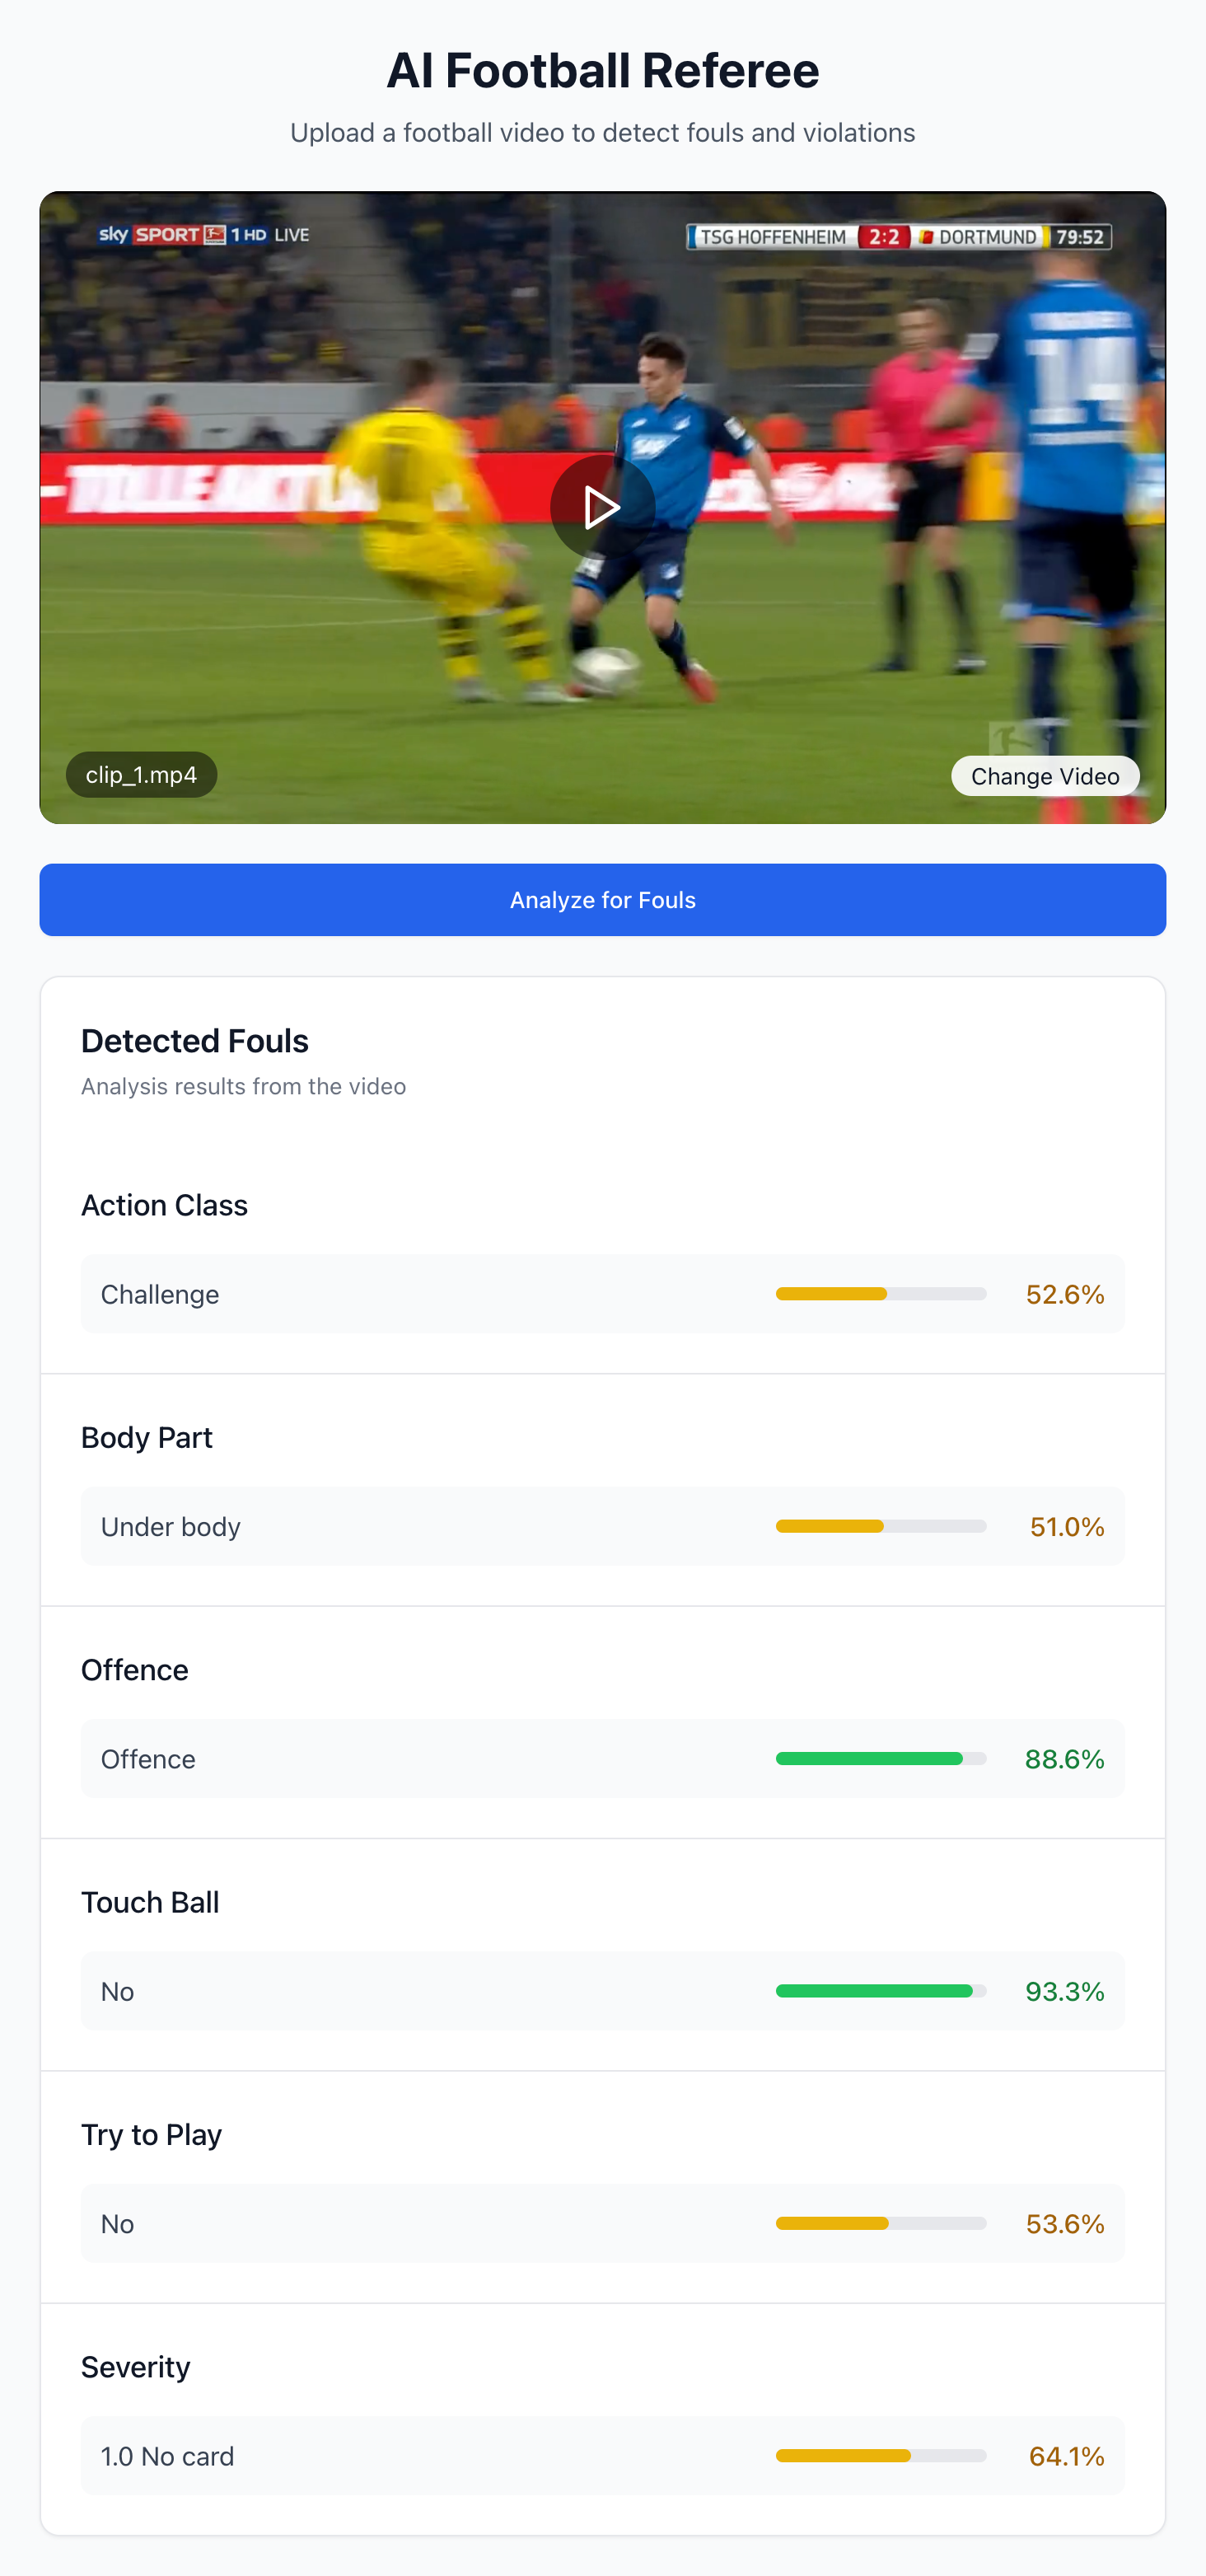 AI Football Referee
Upload a football video to detect fouls and violations
sky SPORT 1 HD LIVE
TSG HOFFENHEIM 2:2 DORTMUND 79:52
TOLLE AKTION
14
clip_1.mp4
Change Video
Analyze for Fouls
Detected Fouls
Analysis results from the video
Action Class
Challenge 52.6%
Body Part
Under body 51.0%
Offence
Offence 88.6%
Touch Ball
No 93.3%
Try to Play
No 53.6%
Severity
1.0 No card 64.1%